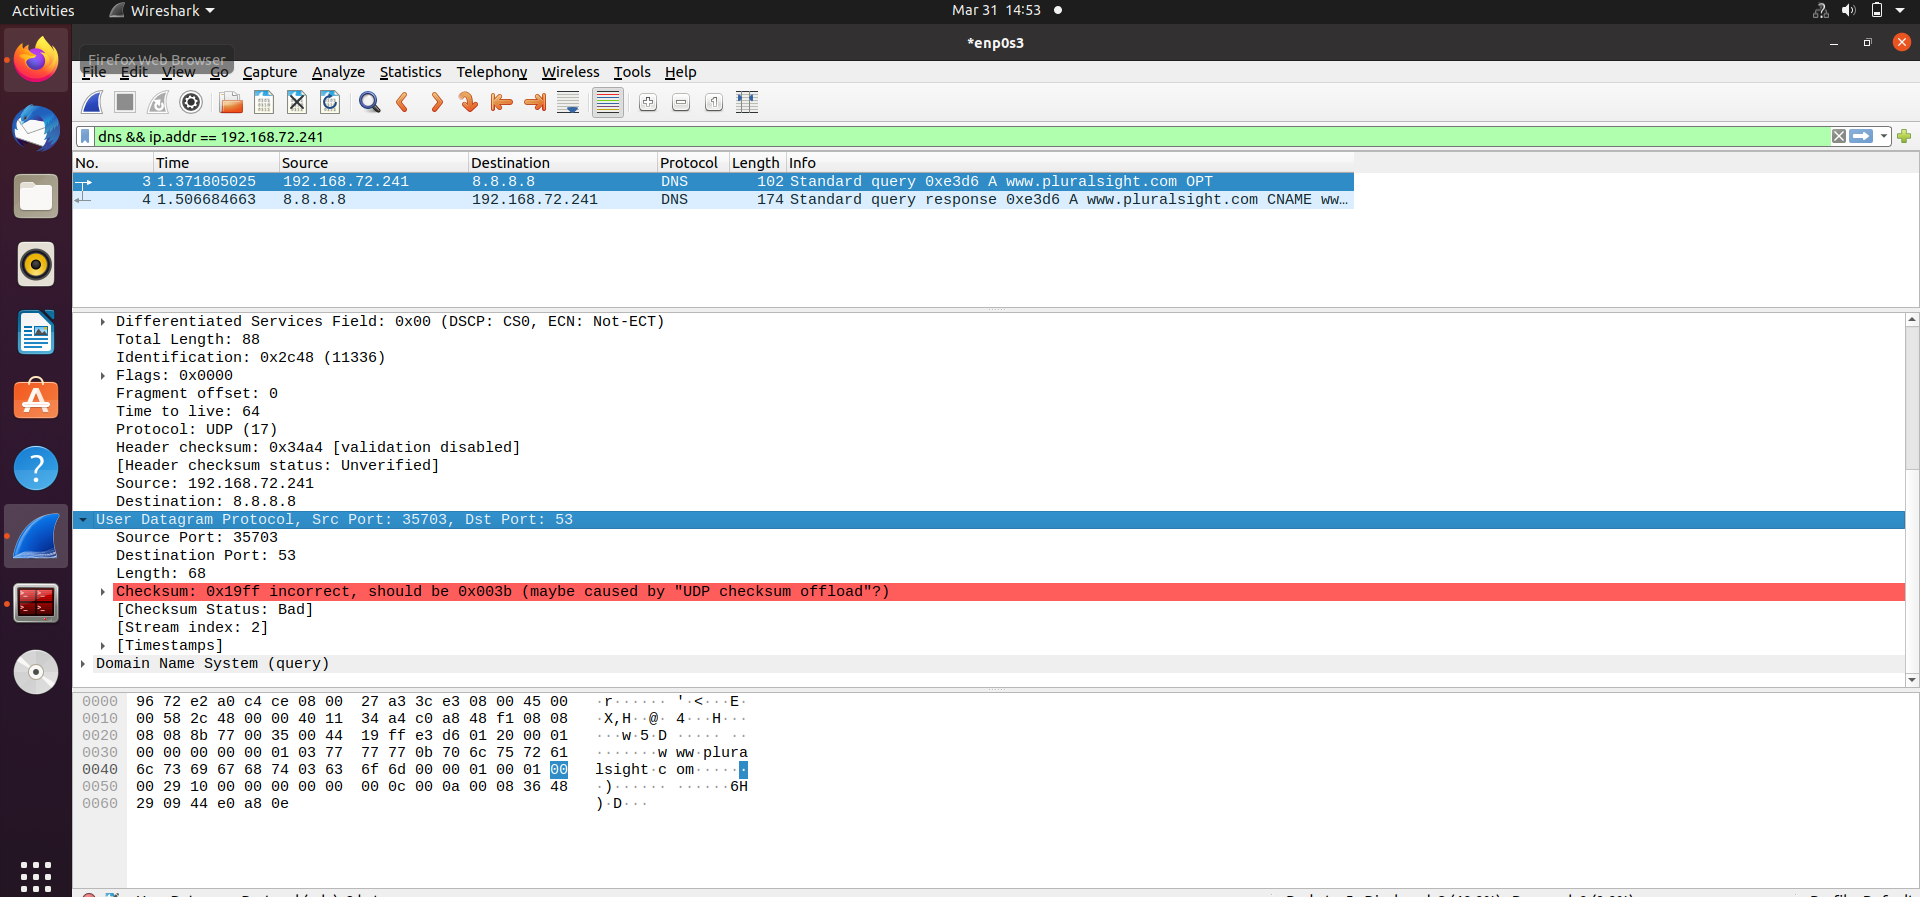 Activities Wireshark Mar 31 14:53
*enp0s3
Firefox Web Browser
File Edit View Go Capture Analyze Statistics Telephony Wireless Tools Help
dns && ip.addr == 192.168.72.241
No. Time Source Destination Protocol Length Info
3 1.371805025 192.168.72.241 8.8.8.8 DNS 102 Standard query 0xe3d6 A www.pluralsight.com OPT
4 1.506684663 8.8.8.8 192.168.72.241 DNS 174 Standard query response 0xe3d6 A www.pluralsight.com CNAME ww…
Differentiated Services Field: 0x00 (DSCP: CS0, ECN: Not-ECT)
Total Length: 88
Identification: 0x2c48 (11336)
Flags: 0x0000
Fragment offset: 0
Time to live: 64
Protocol: UDP (17)
Header checksum: 0x34a4 [validation disabled]
[Header checksum status: Unverified]
Source: 192.168.72.241
Destination: 8.8.8.8
User Datagram Protocol, Src Port: 35703, Dst Port: 53
Source Port: 35703
Destination Port: 53
Length: 68
Checksum: 0x19ff incorrect, should be 0x003b (maybe caused by "UDP checksum offload"?)
[Checksum Status: Bad]
[Stream index: 2]
[Timestamps]
Domain Name System (query)
0000 96 72 e2 a0 c4 ce 08 00 27 a3 3c e3 08 00 45 00 ·r······ '·<···E·
0010 00 58 2c 48 00 00 40 11 34 a4 c0 a8 48 f1 08 08 ·X,H··@· 4···H···
0020 08 08 8b 77 00 35 00 44 19 ff e3 d6 01 20 00 01 ···w·5·D ····· ··
0030 00 00 00 00 00 01 03 77 77 77 0b 70 6c 75 72 61 ·······w ww·plura
0040 6c 73 69 67 68 74 03 63 6f 6d 00 00 01 00 01 00 lsight·c om······
0050 00 29 10 00 00 00 00 00 00 0c 00 0a 00 08 36 48 ·)······ ······6H
0060 29 09 44 e0 a8 0e )·D···